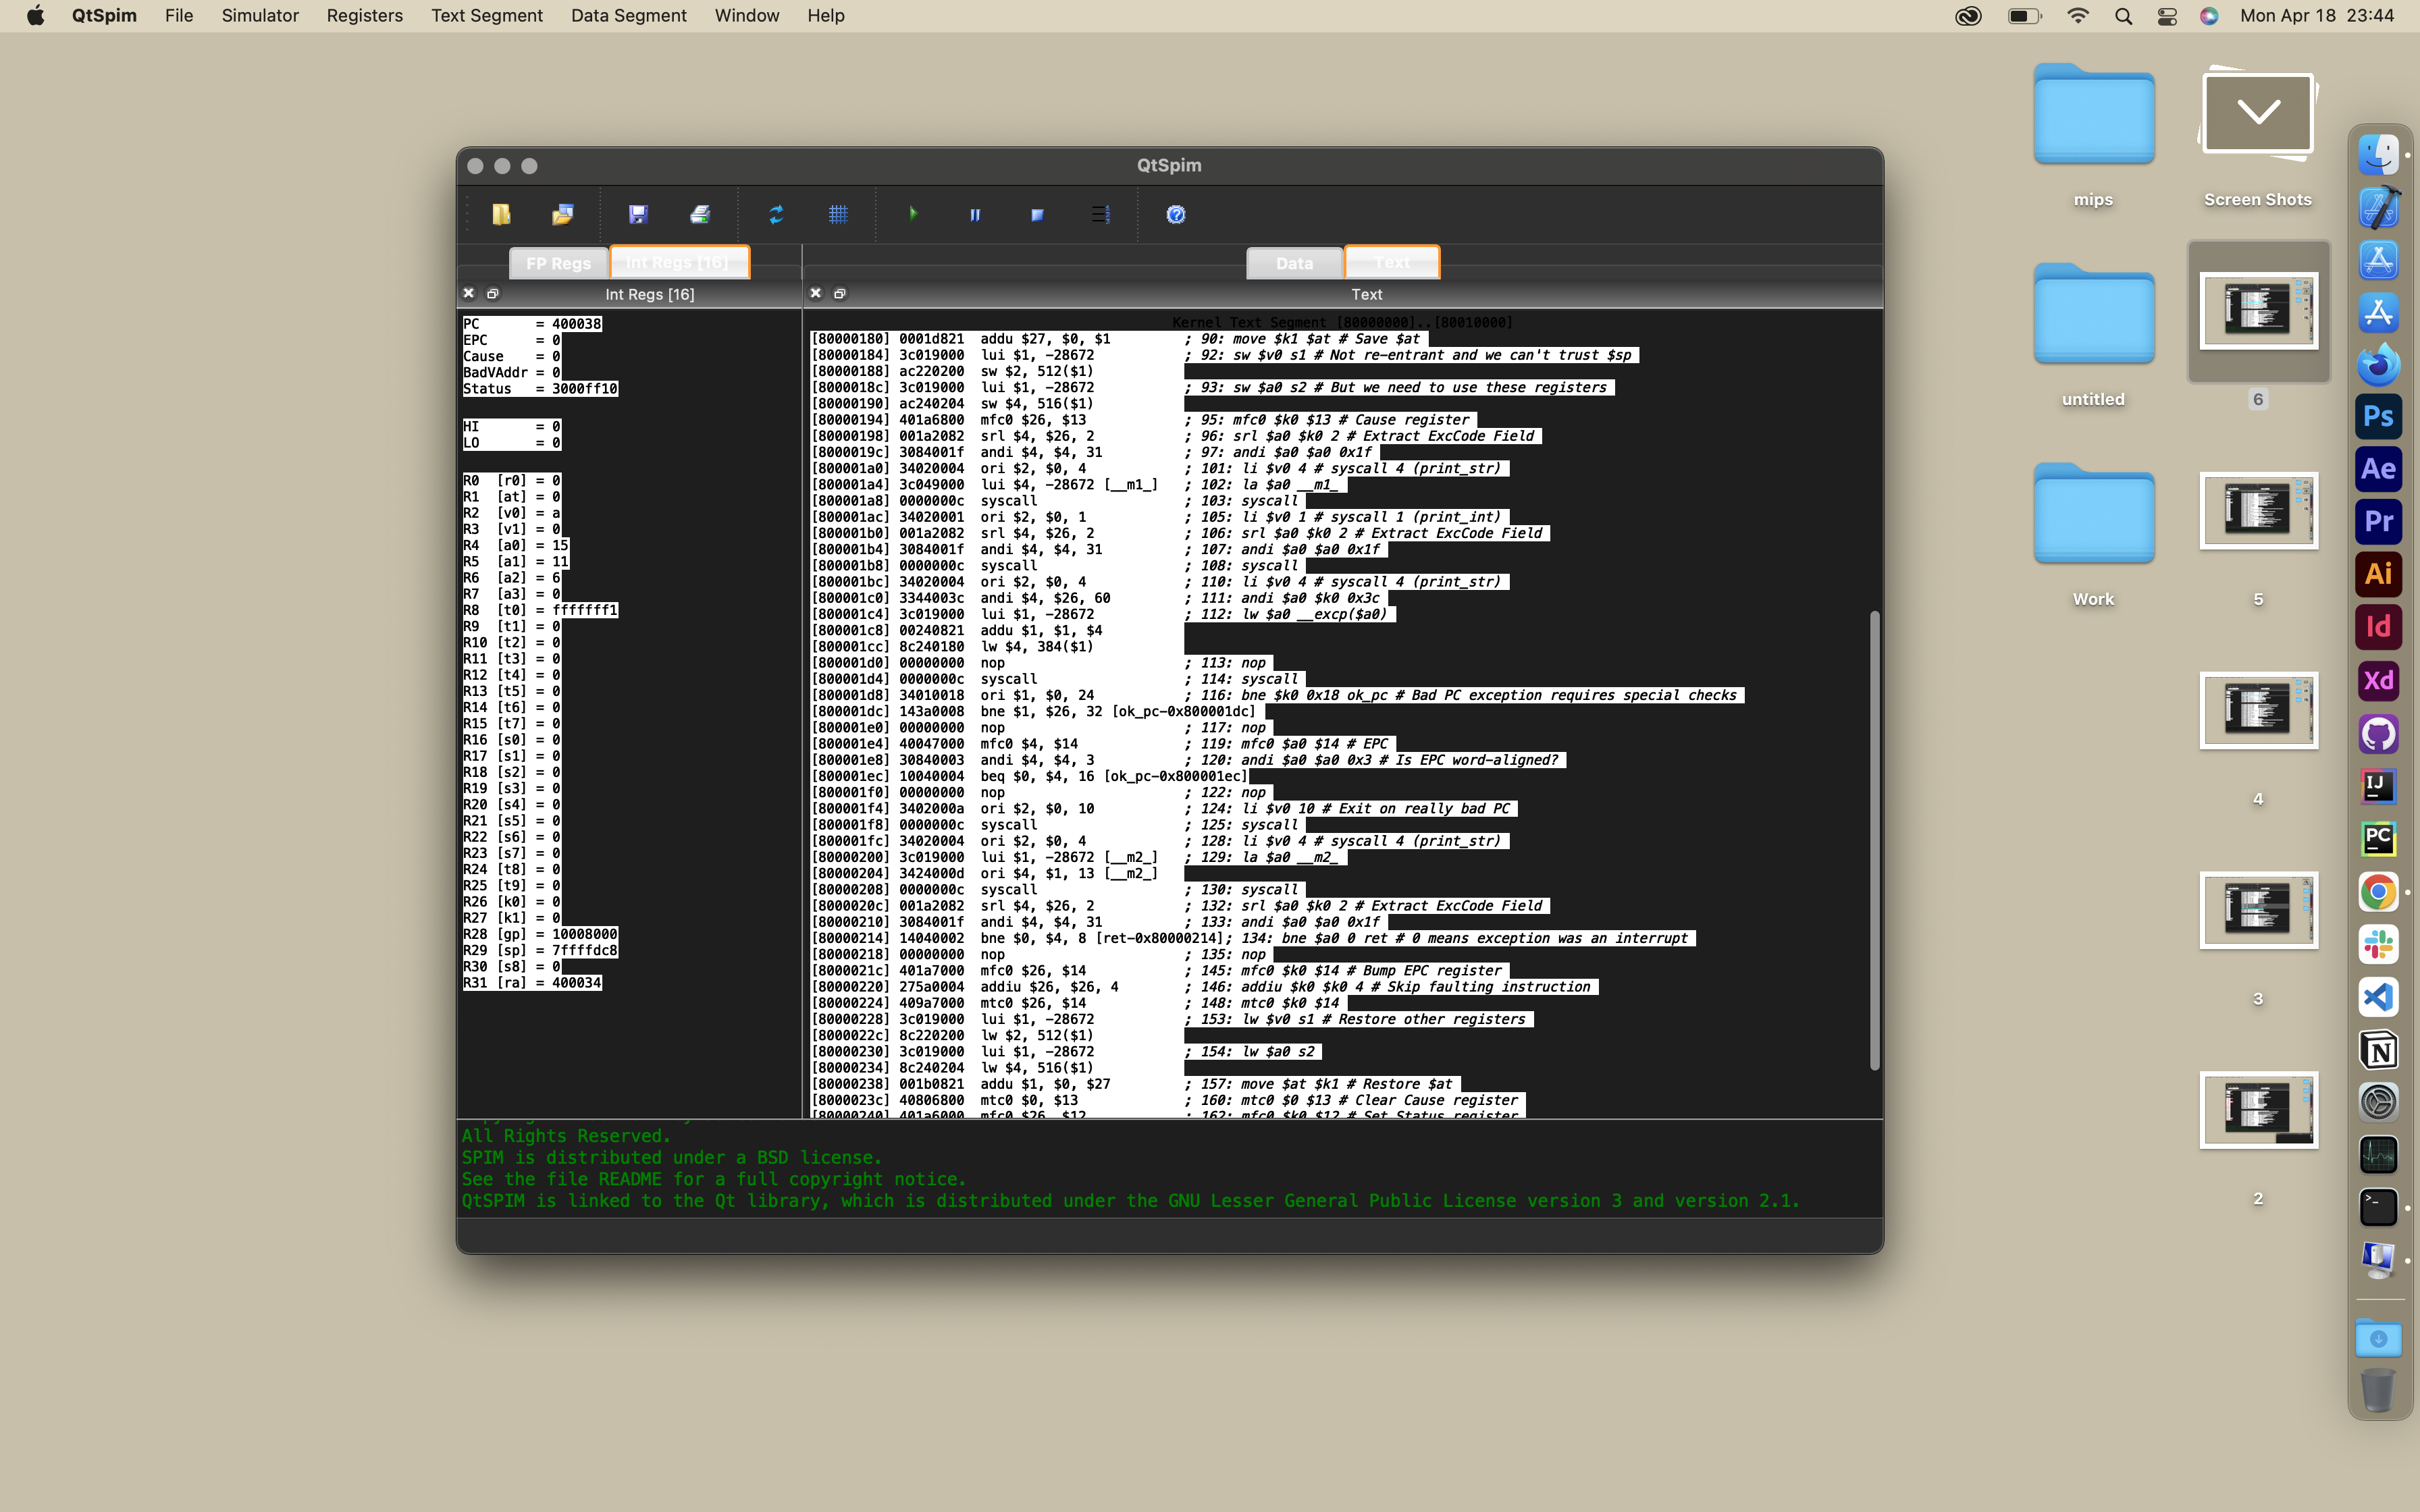 QtSpim File Simulator Registers Text Segment Data Segment Window Help
Mon Apr 18 23:44
QtSpim
FP Regs
Int Regs [16]
Data
Text
Int Regs [16]
Text
PC = 400038
EPC = 0
Cause = 0
BadVAddr = 0
Status = 3000ff10
HI = 0
LO = 0
R0 [r0] = 0
R1 [at] = 0
R2 [v0] = a
R3 [v1] = 0
R4 [a0] = 15
R5 [a1] = 11
R6 [a2] = 6
R7 [a3] = 0
R8 [t0] = fffffff1
R9 [t1] = 0
R10 [t2] = 0
R11 [t3] = 0
R12 [t4] = 0
R13 [t5] = 0
R14 [t6] = 0
R15 [t7] = 0
R16 [s0] = 0
R17 [s1] = 0
R18 [s2] = 0
R19 [s3] = 0
R20 [s4] = 0
R21 [s5] = 0
R22 [s6] = 0
R23 [s7] = 0
R24 [t8] = 0
R25 [t9] = 0
R26 [k0] = 0
R27 [k1] = 0
R28 [gp] = 10008000
R29 [sp] = 7ffffdc8
R30 [s8] = 0
R31 [ra] = 400034
Kernel Text Segment [80000000]..[80010000]
[80000180] 0001d821 addu $27, $0, $1 ; 90: move $k1 $at # Save $at
[80000184] 3c019000 lui $1, -28672 ; 92: sw $v0 s1 # Not re-entrant and we can't trust $sp
[80000188] ac220200 sw $2, 512($1)
[8000018c] 3c019000 lui $1, -28672 ; 93: sw $a0 s2 # But we need to use these registers
[80000190] ac240204 sw $4, 516($1)
[80000194] 401a6800 mfc0 $26, $13 ; 95: mfc0 $k0 $13 # Cause register
[80000198] 001a2082 srl $4, $26, 2 ; 96: srl $a0 $k0 2 # Extract ExcCode Field
[8000019c] 3084001f andi $4, $4, 31 ; 97: andi $a0 $a0 0x1f
[800001a0] 34020004 ori $2, $0, 4 ; 101: li $v0 4 # syscall 4 (print_str)
[800001a4] 3c049000 lui $4, -28672 [__m1_] ; 102: la $a0 __m1_
[800001a8] 0000000c syscall ; 103: syscall
[800001ac] 34020001 ori $2, $0, 1 ; 105: li $v0 1 # syscall 1 (print_int)
[800001b0] 001a2082 srl $4, $26, 2 ; 106: srl $a0 $k0 2 # Extract ExcCode Field
[800001b4] 3084001f andi $4, $4, 31 ; 107: andi $a0 $a0 0x1f
[800001b8] 0000000c syscall ; 108: syscall
[800001bc] 34020004 ori $2, $0, 4 ; 110: li $v0 4 # syscall 4 (print_str)
[800001c0] 3344003c andi $4, $26, 60 ; 111: andi $a0 $k0 0x3c
[800001c4] 3c019000 lui $1, -28672 ; 112: lw $a0 __excp($a0)
[800001c8] 00240821 addu $1, $1, $4
[800001cc] 8c240180 lw $4, 384($1)
[800001d0] 00000000 nop ; 113: nop
[800001d4] 0000000c syscall ; 114: syscall
[800001d8] 34010018 ori $1, $0, 24 ; 116: bne $k0 0x18 ok_pc # Bad PC exception requires special checks
[800001dc] 143a0008 bne $1, $26, 32 [ok_pc-0x800001dc]
[800001e0] 00000000 nop ; 117: nop
[800001e4] 40047000 mfc0 $4, $14 ; 119: mfc0 $a0 $14 # EPC
[800001e8] 30840003 andi $4, $4, 3 ; 120: andi $a0 $a0 0x3 # Is EPC word-aligned?
[800001ec] 10040004 beq $0, $4, 16 [ok_pc-0x800001ec]
[800001f0] 00000000 nop ; 122: nop
[800001f4] 3402000a ori $2, $0, 10 ; 124: li $v0 10 # Exit on really bad PC
[800001f8] 0000000c syscall ; 125: syscall
[800001fc] 34020004 ori $2, $0, 4 ; 128: li $v0 4 # syscall 4 (print_str)
[80000200] 3c019000 lui $1, -28672 [__m2_] ; 129: la $a0 __m2_
[80000204] 3424000d ori $4, $1, 13 [__m2_]
[80000208] 0000000c syscall ; 130: syscall
[8000020c] 001a2082 srl $4, $26, 2 ; 132: srl $a0 $k0 2 # Extract ExcCode Field
[80000210] 3084001f andi $4, $4, 31 ; 133: andi $a0 $a0 0x1f
[80000214] 14040002 bne $0, $4, 8 [ret-0x80000214]; 134: bne $a0 0 ret # 0 means exception was an interrupt
[80000218] 00000000 nop ; 135: nop
[8000021c] 401a7000 mfc0 $26, $14 ; 145: mfc0 $k0 $14 # Bump EPC register
[80000220] 275a0004 addiu $26, $26, 4 ; 146: addiu $k0 $k0 4 # Skip faulting instruction
[80000224] 409a7000 mtc0 $26, $14 ; 148: mtc0 $k0 $14
[80000228] 3c019000 lui $1, -28672 ; 153: lw $v0 s1 # Restore other registers
[8000022c] 8c220200 lw $2, 512($1)
[80000230] 3c019000 lui $1, -28672 ; 154: lw $a0 s2
[80000234] 8c240204 lw $4, 516($1)
[80000238] 001b0821 addu $1, $0, $27 ; 157: move $at $k1 # Restore $at
[8000023c] 40806800 mtc0 $0, $13 ; 160: mtc0 $0 $13 # Clear Cause register
[80000240] 401a6000 mfc0 $26, $12 ; 162: mfc0 $k0 $12 # Set Status register
All Rights Reserved.
SPIM is distributed under a BSD license.
See the file README for a full copyright notice.
QtSPIM is linked to the Qt library, which is distributed under the GNU Lesser General Public License version 3 and version 2.1.
mips
Screen Shots
untitled
6
Work
5
4
3
2
Ps
Ae
Pr
Ai
Id
Xd
IJ
PC